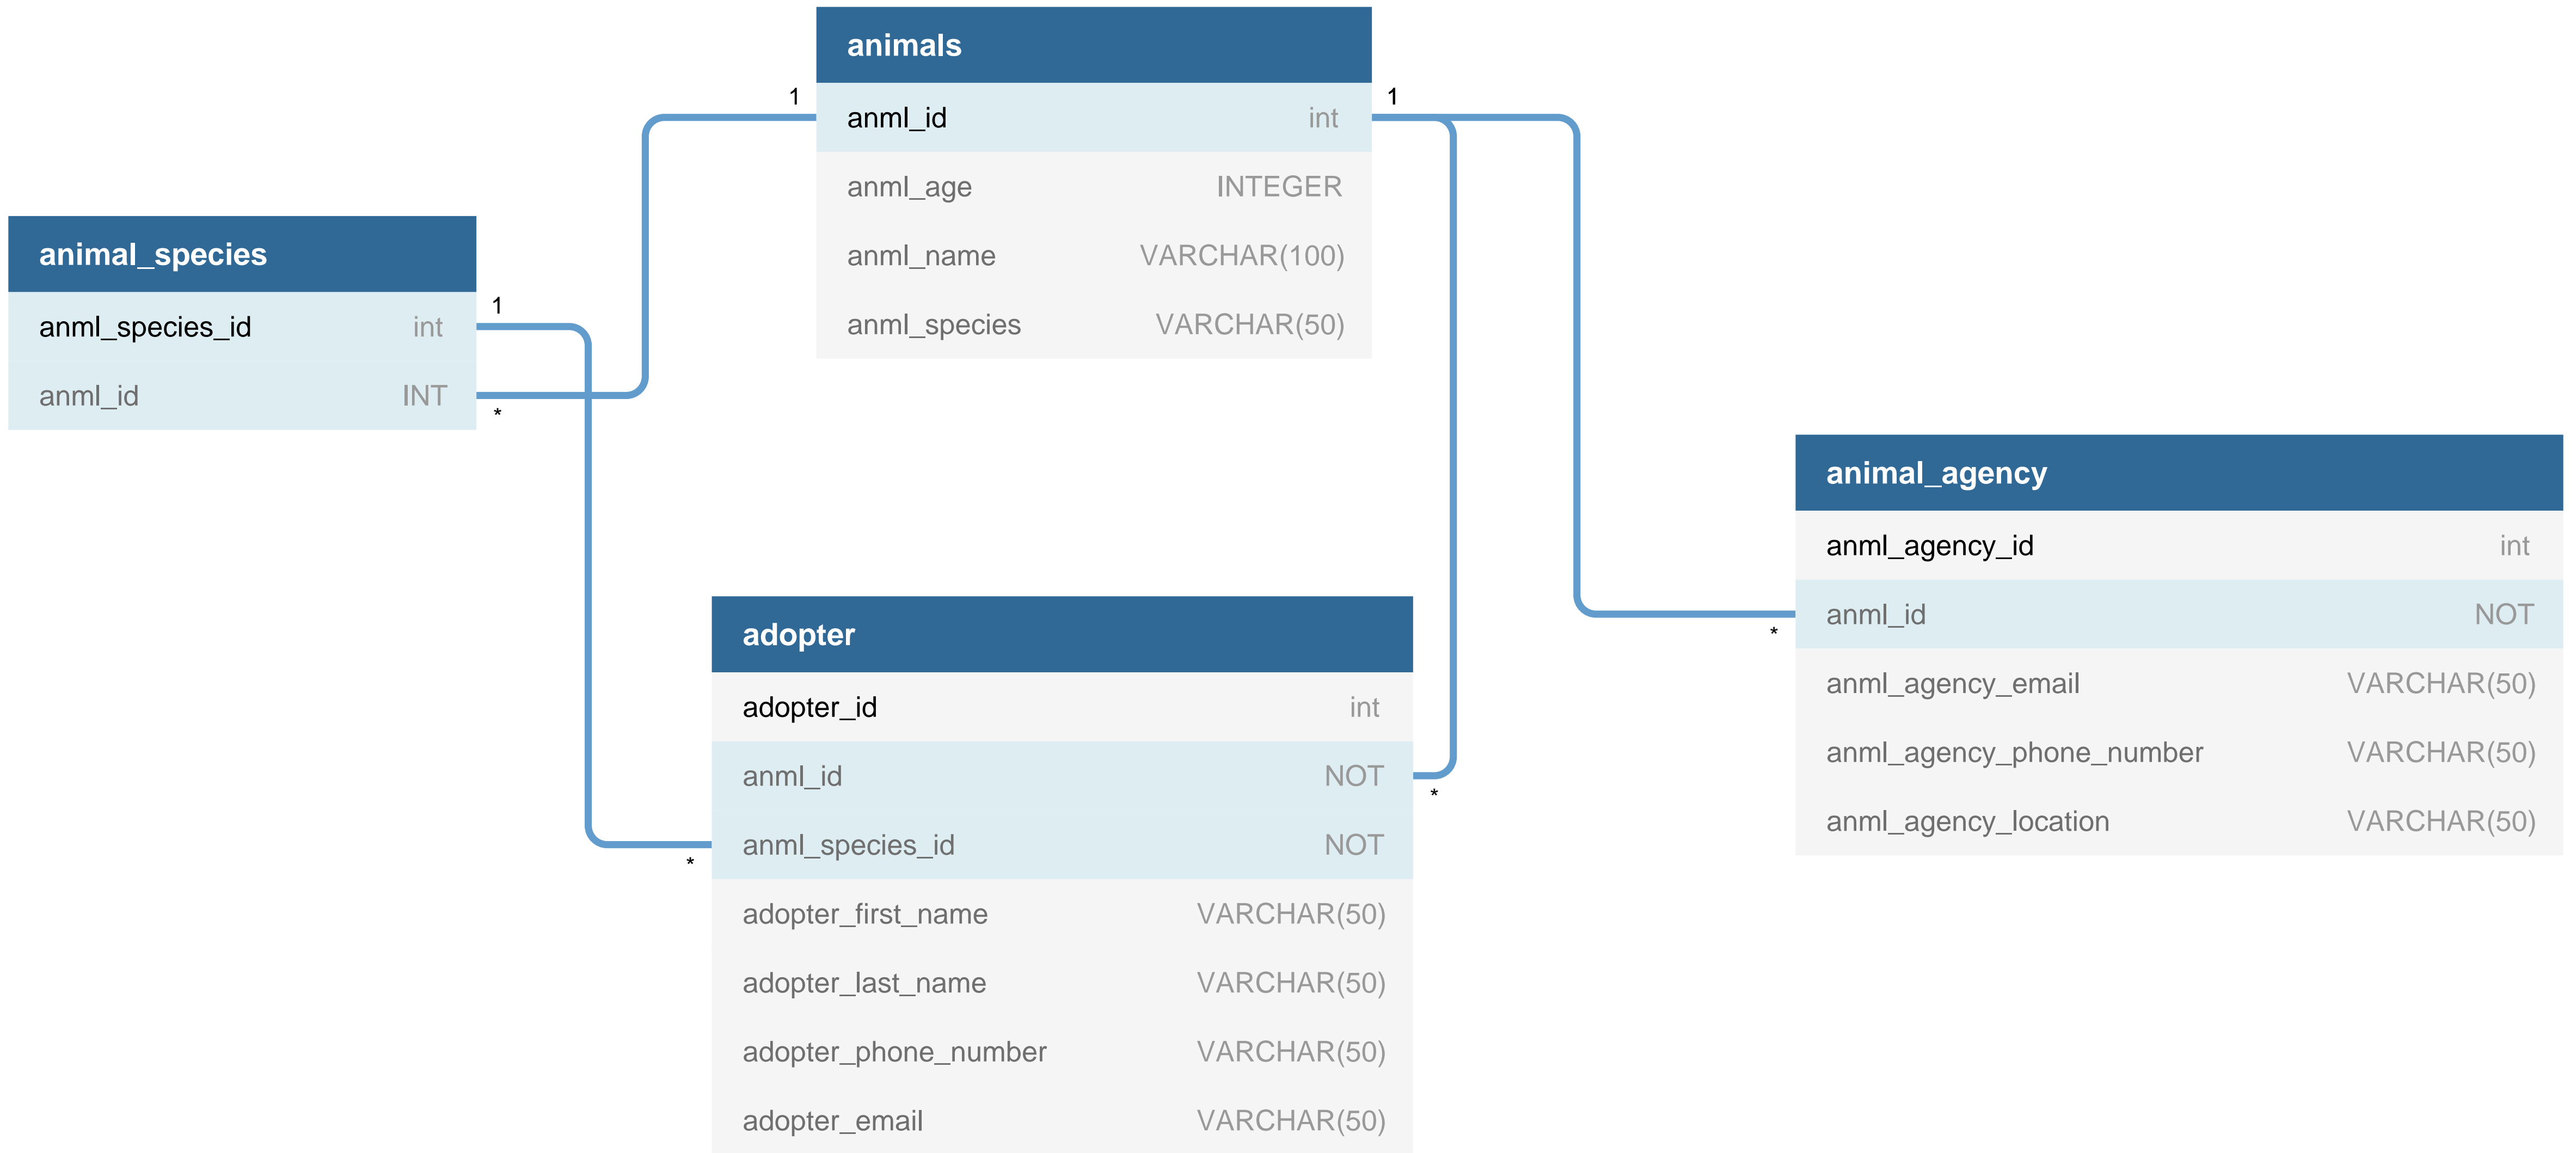 animals
1
1
anml_id int
anml_age INTEGER
anml_name VARCHAR(100)
anml_species VARCHAR(50)
animal_species
1
anml_species_id int
anml_id INT
*
animal_agency
anml_agency_id int
anml_id NOT
*
anml_agency_email VARCHAR(50)
anml_agency_phone_number VARCHAR(50)
anml_agency_location VARCHAR(50)
adopter
adopter_id int
anml_id NOT
*
anml_species_id NOT
*
adopter_first_name VARCHAR(50)
adopter_last_name VARCHAR(50)
adopter_phone_number VARCHAR(50)
adopter_email VARCHAR(50)